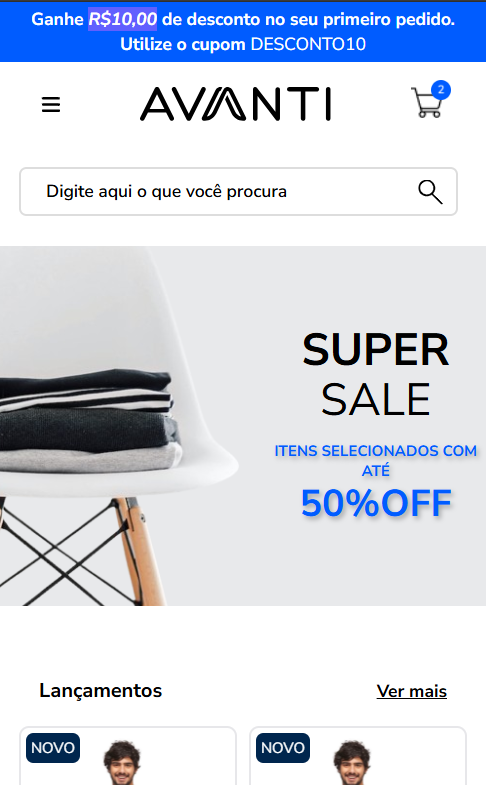 Ganhe R$10,00 de desconto no seu primeiro pedido.
Utilize o cupom DESCONTO10
AVANTI
2
Digite aqui o que você procura
SUPER
SALE
ITENS SELECIONADOS COM
ATÉ
50%OFF
Lançamentos
Ver mais
NOVO
NOVO